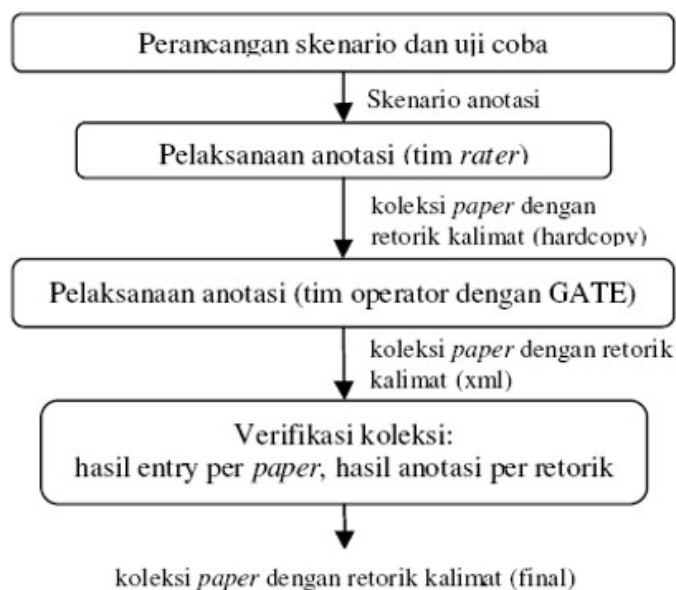 Perancangan skenario dan uji coba
Skenario anotasi
Pelaksanaan anotasi (tim rater)
koleksi paper dengan
retorik kalimat (hardcopy)
Pelaksanaan anotasi (tim operator dengan GATE)
koleksi paper dengan retorik
kalimat (xml)
Verifikasi koleksi:
hasil entry per paper, hasil anotasi per retorik
koleksi paper dengan retorik kalimat (final)